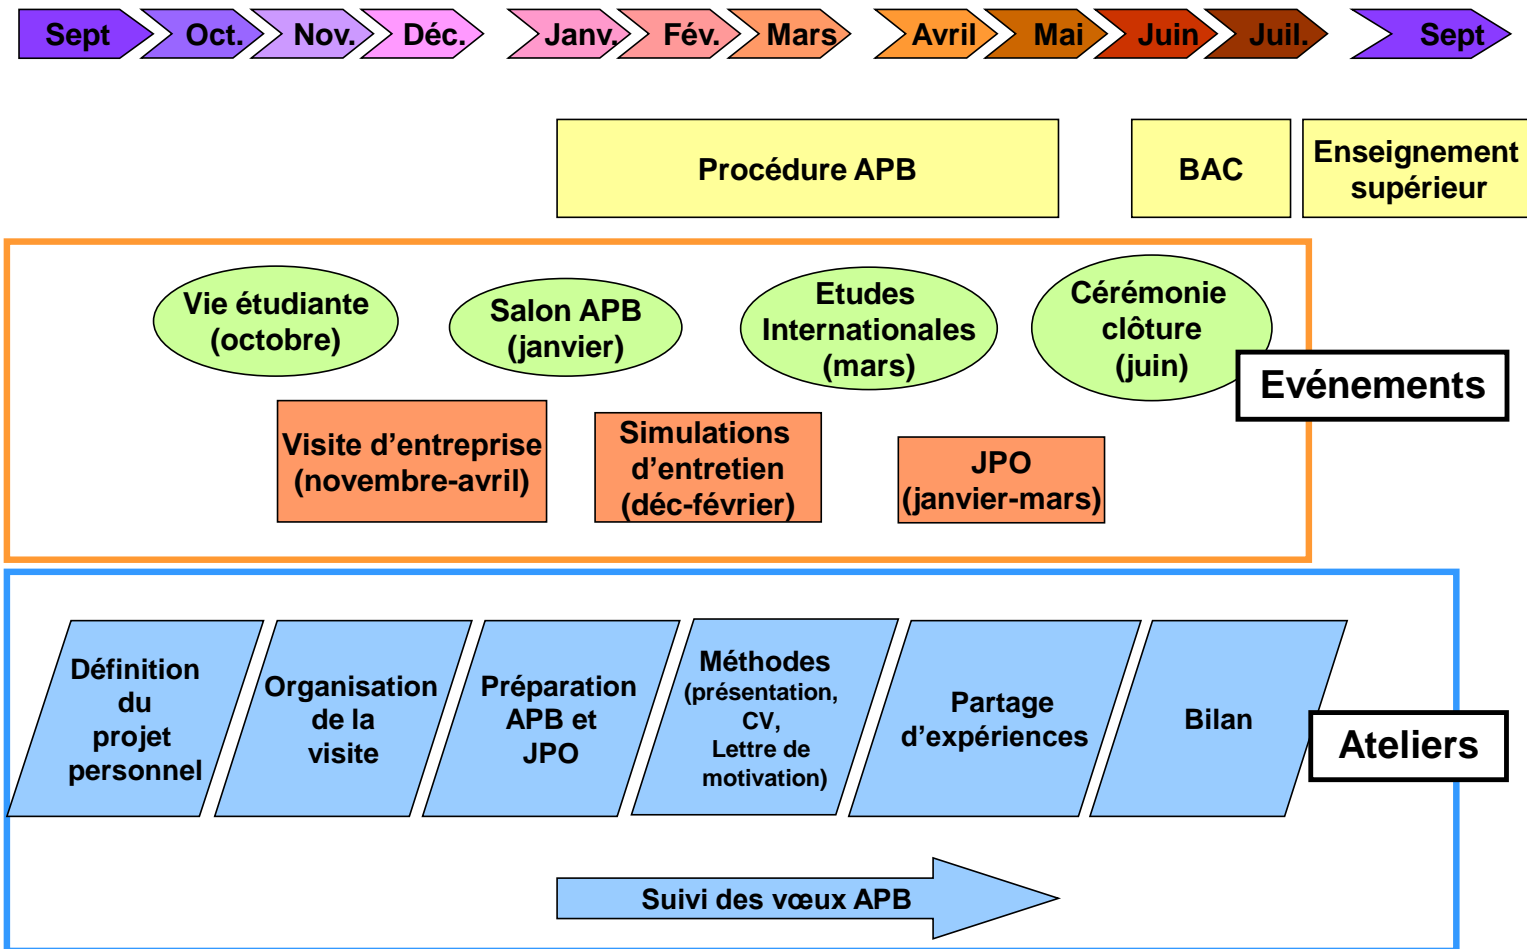 Sept Oct. Nov. Déc. Janv. Fév. Mars Avril Mai Juin Juil. Sept
Procédure APB
BAC
Enseignement
supérieur
Vie étudiante
(octobre)
Salon APB
(janvier)
Etudes
Internationales
(mars)
Cérémonie
clôture
(juin)
Evénements
Visite d’entreprise
(novembre-avril)
Simulations
d’entretien
(déc-février)
JPO
(janvier-mars)
Définition
du
projet
personnel
Organisation
de la
visite
Préparation
APB et
JPO
Méthodes
(présentation,
CV,
Lettre de
motivation)
Partage
d’expériences
Bilan
Ateliers
Suivi des vœux APB